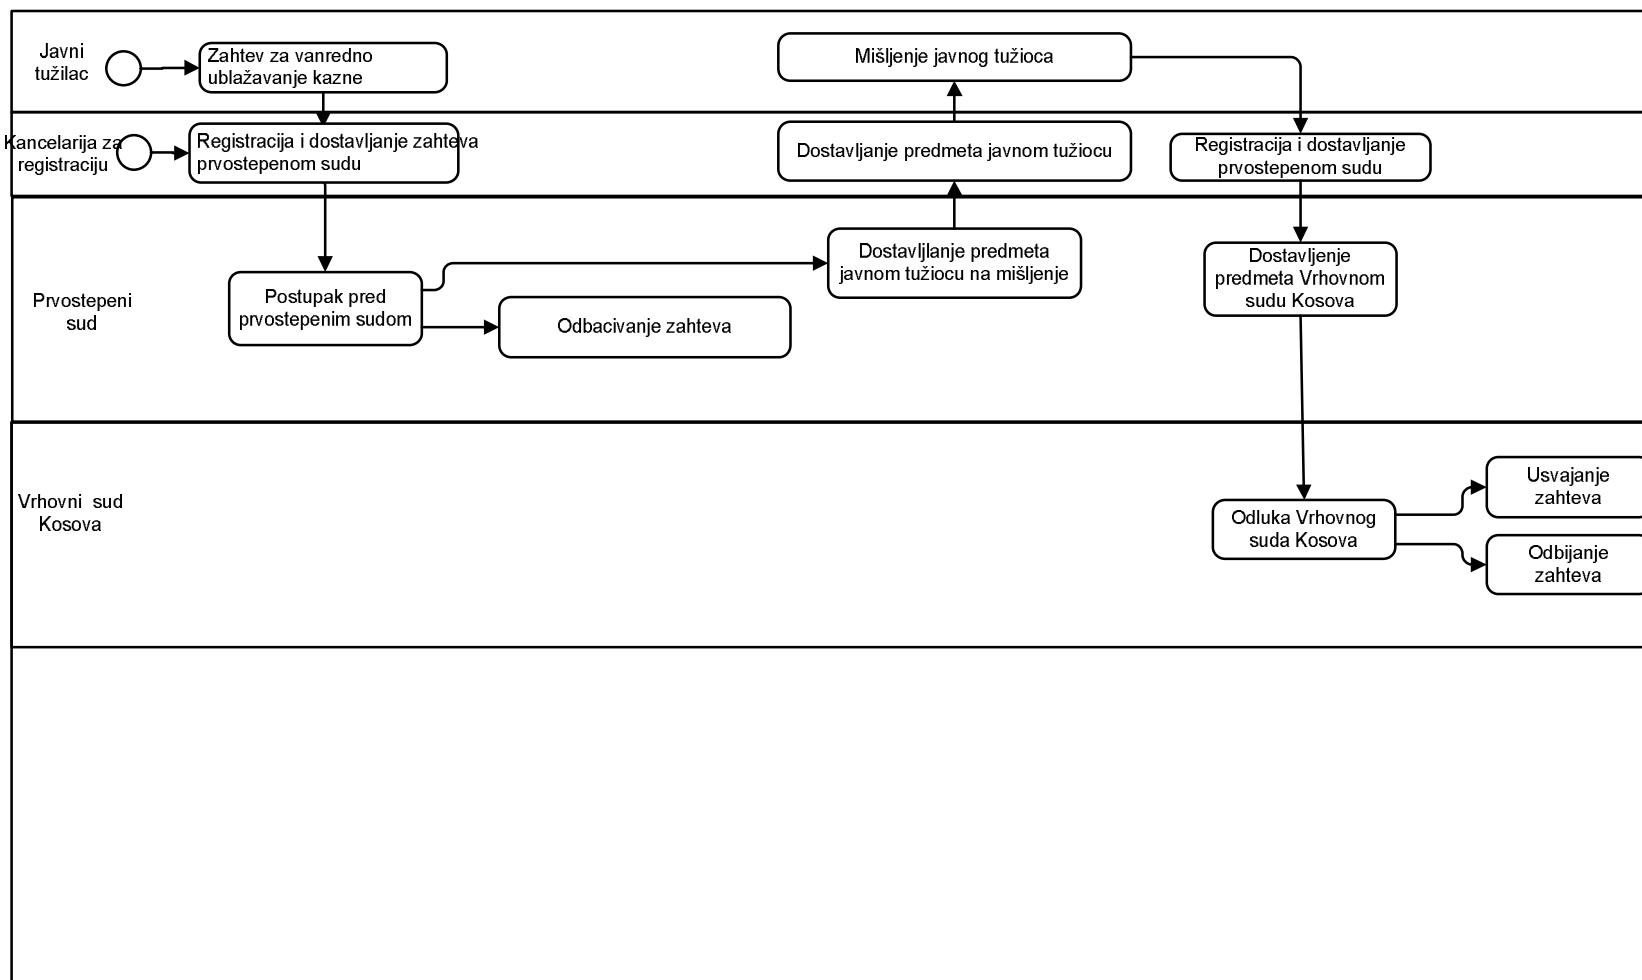 Javni
tužilac
Zahtev za vanredno
ublažavanje kazne
Mišljenje javnog tužioca
Kancelarija za
registraciju
Registracija i dostavljanje zahteva
prvostepenom sudu
Dostavljanje predmeta javnom tužiocu
Registracija i dostavljanje
prvostepenom sudu
Prvostepeni
sud
Postupak pred
prvostepenim sudom
Odbacivanje zahteva
Dostavljlanje predmeta
javnom tužiocu na mišljenje
Dostavljenje
predmeta Vrhovnom
sudu Kosova
Vrhovni sud
Kosova
Odluka Vrhovnog
suda Kosova
Usvajanje
zahteva
Odbijanje
zahteva